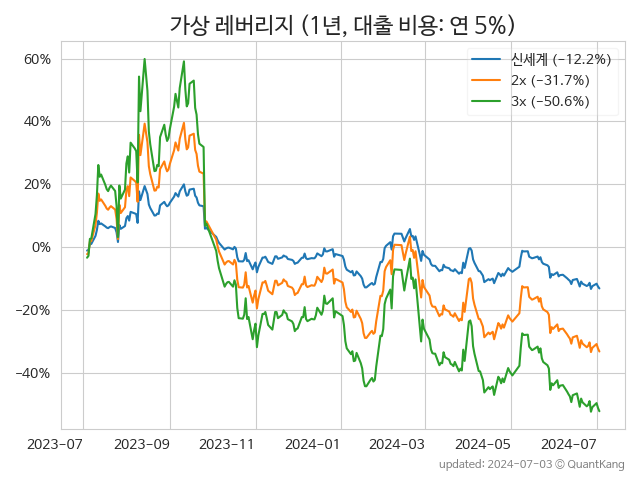 가상 레버리지 (1년, 대출 비용: 연 5%)
신세계 (−12.2%)
2x (−31.7%)
3x (−50.6%)
60%
40%
20%
0%
−20%
−40%
2023-07 2023-09 2023-11 2024-01 2024-03 2024-05 2024-07
updated: 2024-07-03 © QuantKang